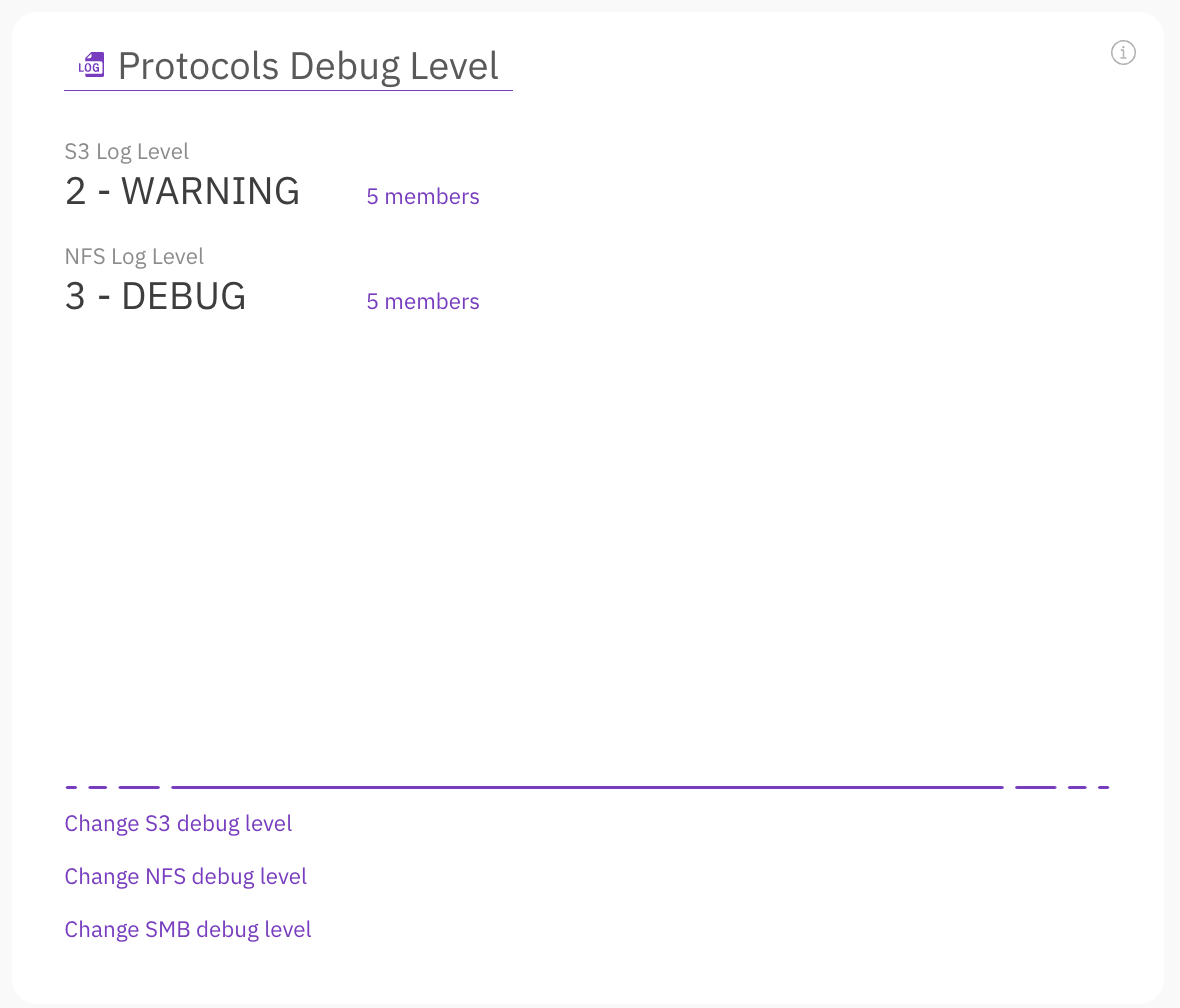 LOG Protocols Debug Level
S3 Log Level
2 - WARNING 5 members
NFS Log Level
3 - DEBUG 5 members
Change S3 debug level
Change NFS debug level
Change SMB debug level